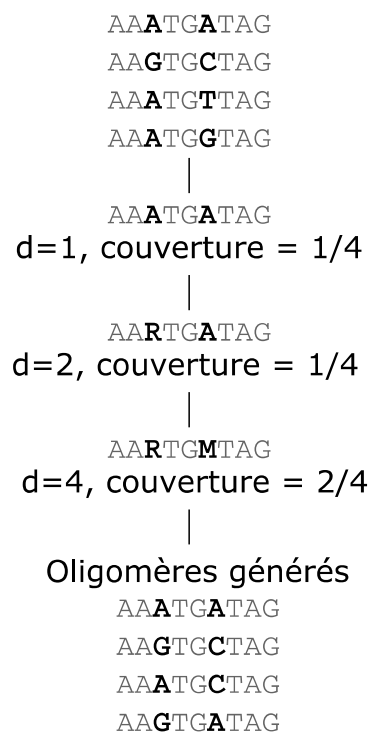 AAATGATAG
AAGTGCTAG
AAATGTTAG
AAATGGTAG
AAATGATAG
d=1, couverture = 1/4
AARTGATAG
d=2, couverture = 1/4
AARTGMTAG
d=4, couverture = 2/4
Oligomères générés
AAATGATAG
AAGTGCTAG
AAATGCTAG
AAGTGATAG